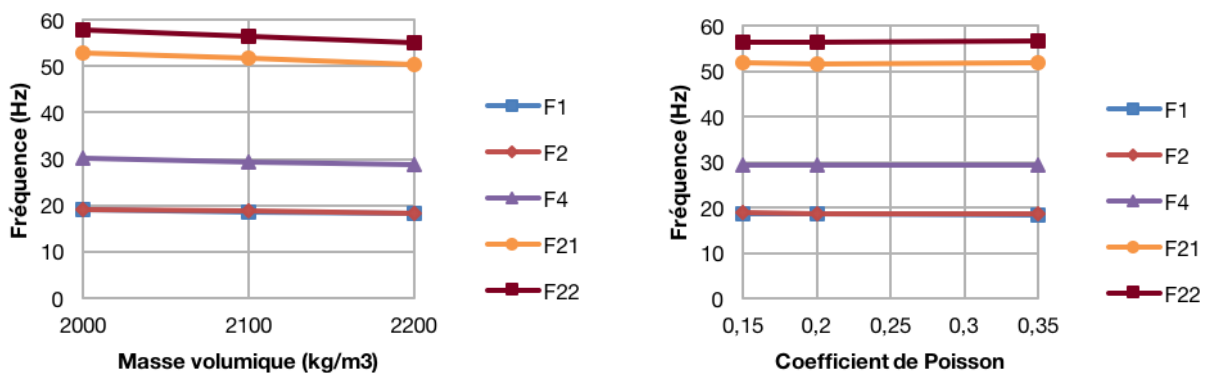 60
50
40
30
20
10
0
Fréquence (Hz)
2000 2100 2200
Masse volumique (kg/m3)
F1
F2
F4
F21
F22
60
50
40
30
20
10
0
Fréquence (Hz)
0,15 0,2 0,25 0,3 0,35
Coefficient de Poisson
F1
F2
F4
F21
F22